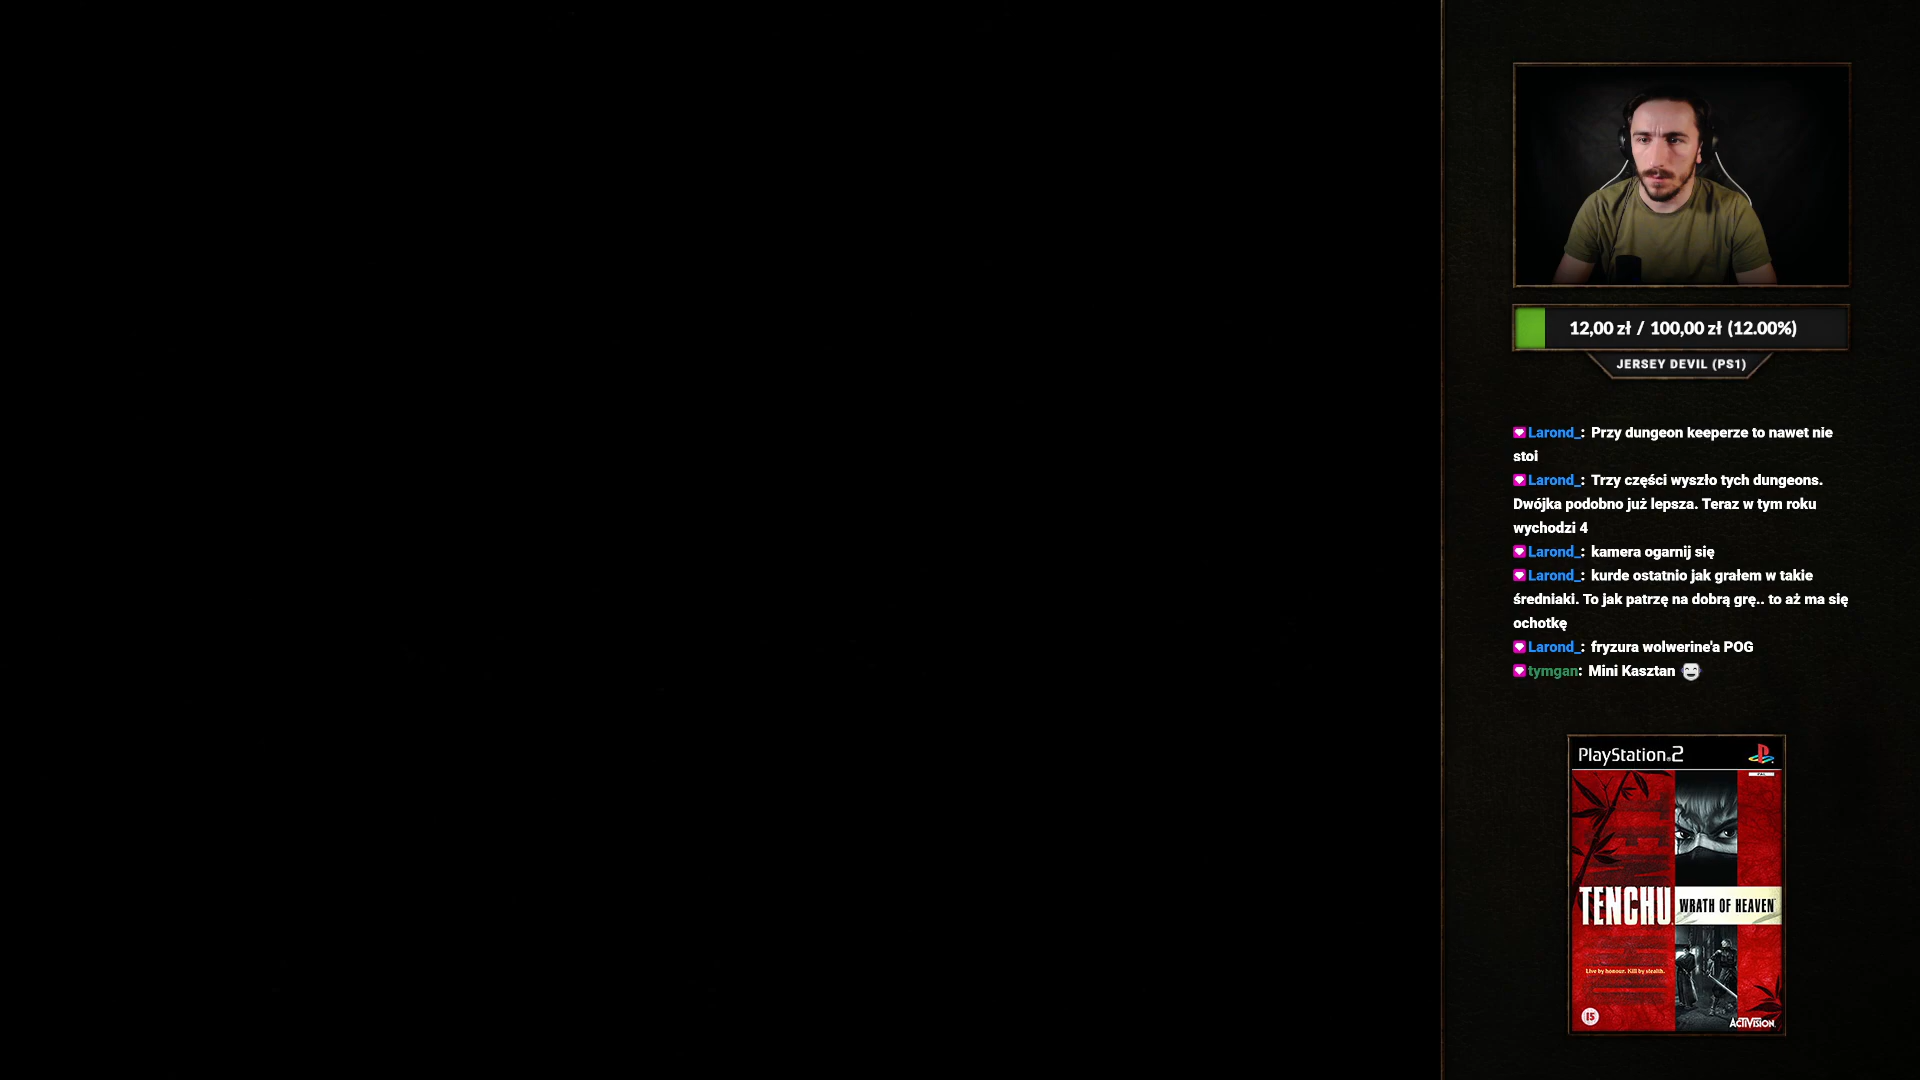 12,00 zł / 100,00 zł (12.00%)
JERSEY DEVIL (PS1)
Larond_: Przy dungeon keeperze to nawet nie
stoi
Larond_: Trzy części wyszło tych dungeons.
Dwójka podobno już lepsza. Teraz w tym roku
wychodzi 4
Larond_: kamera ogarnij się
Larond_: kurde ostatnio jak grałem w takie
średniaki. To jak patrzę na dobrą grę.. to aż ma się
ochotkę
Larond_: fryzura wolwerine'a POG
tymgan: Mini Kasztan
PlayStation.2
TENCHU WRATH OF HEAVEN
Live by honour. Kill by stealth.
15
ACTIVISION